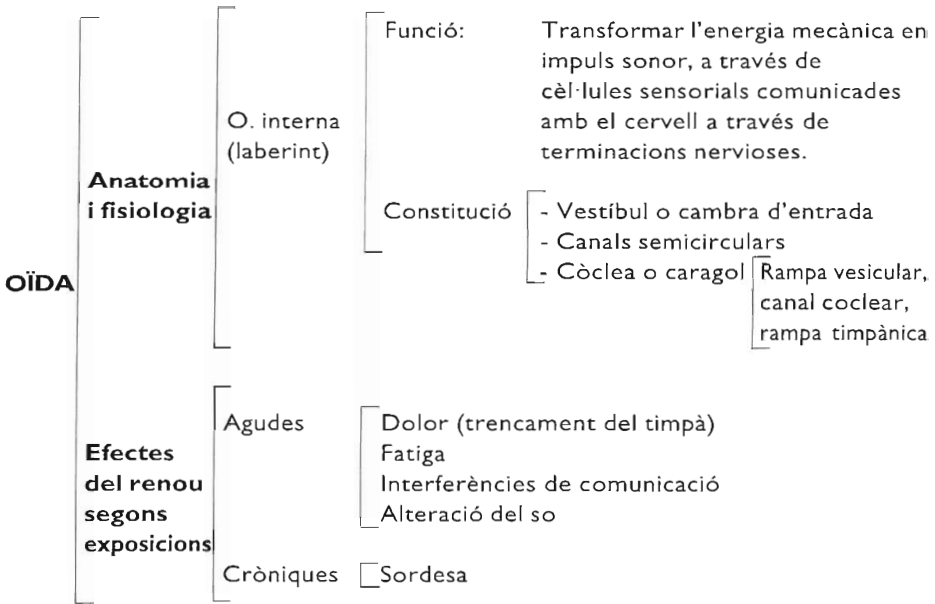 OÏDA
Anatomia
i fisiologia
O. interna
(laberint)
Funció:
Transformar l'energia mecànica en
impuls sonor, a través de
cèl·lules sensorials comunicades
amb el cervell a través de
terminacions nervioses.
Constitució
- Vestíbul o cambra d'entrada
- Canals semicirculars
- Còclea o caragol
Rampa vesicular,
canal coclear,
rampa timpànica
Efectes
del renou
segons
exposicions
Agudes
Dolor (trencament del timpà)
Fatiga
Interferències de comunicació
Alteració del so
Cròniques
Sordesa